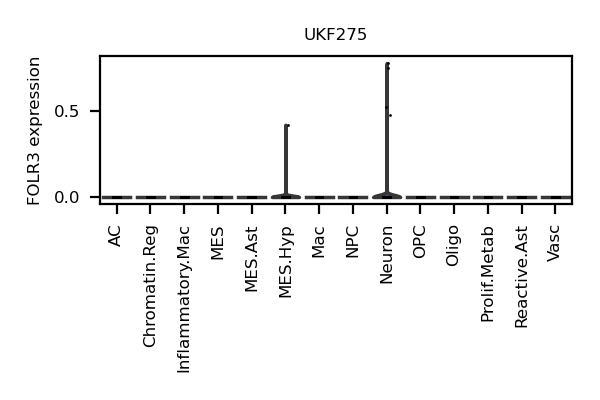 UKF275
FOLR3 expression
0.5
0.0
AC
Chromatin.Reg
Inflammatory.Mac
MES
MES.Ast
MES.Hyp
Mac
NPC
Neuron
OPC
Oligo
Prolif.Metab
Reactive.Ast
Vasc